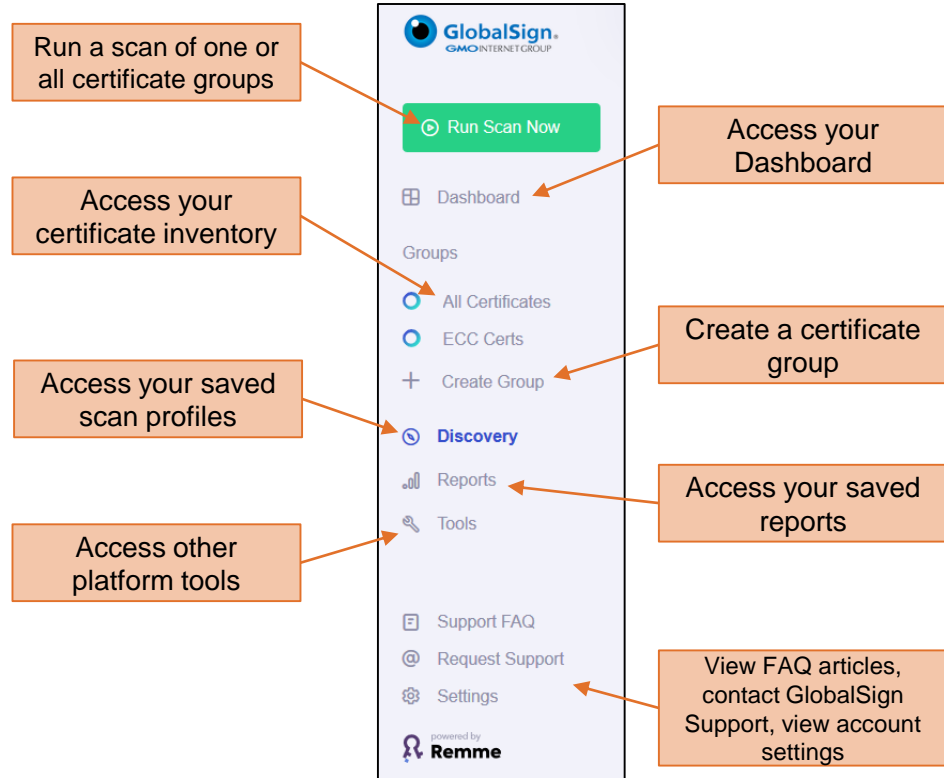 GlobalSign.
GMO INTERNET GROUP
Run a scan of one or
all certificate groups
Run Scan Now
Access your
Dashboard
Dashboard
Access your
certificate inventory
Groups
All Certificates
ECC Certs
Create a certificate
group
Create Group
Access your saved
scan profiles
Discovery
Reports
Access your saved
reports
Tools
Access other
platform tools
Support FAQ
Request Support
Settings
View FAQ articles,
contact GlobalSign
Support, view account
settings
powered by
Remme